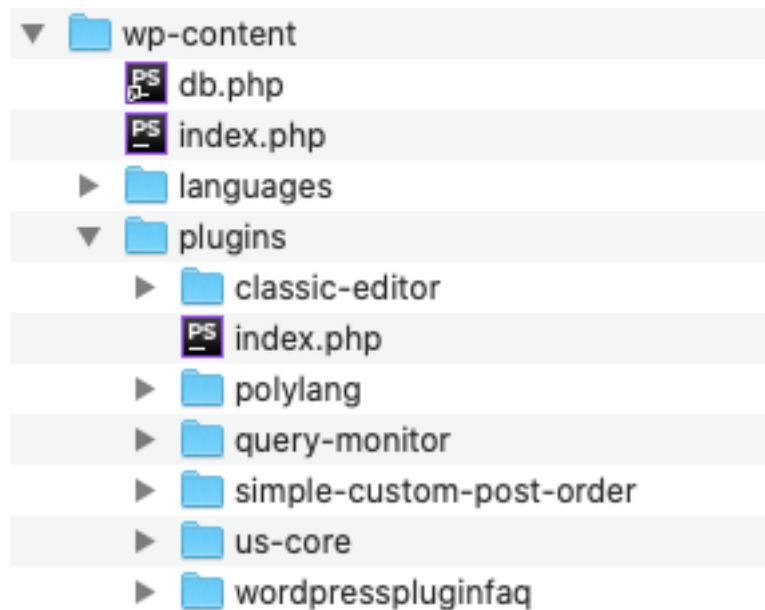 wp-content
db.php
index.php
languages
plugins
classic-editor
index.php
polylang
query-monitor
simple-custom-post-order
us-core
wordpresspluginfaq